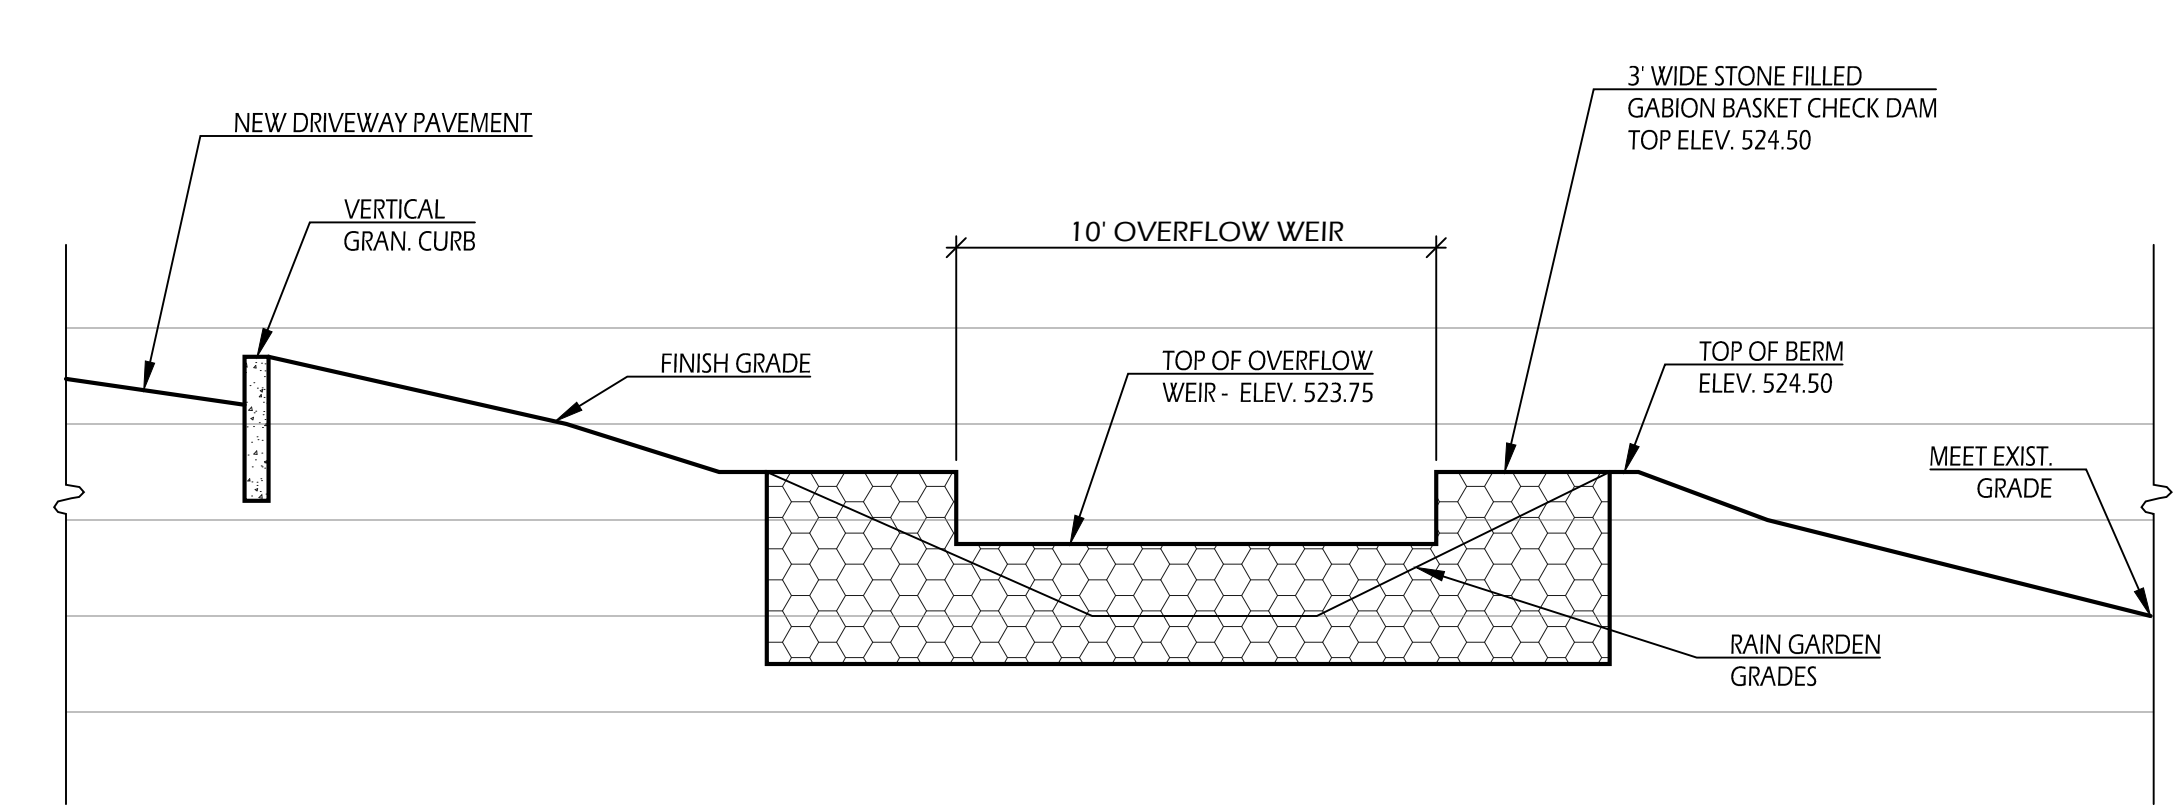 3' WIDE STONE FILLED
GABION BASKET CHECK DAM
TOP ELEV. 524.50
NEW DRIVEWAY PAVEMENT
VERTICAL
GRAN. CURB
10' OVERFLOW WEIR
FINISH GRADE
TOP OF OVERFLOW
WEIR - ELEV. 523.75
TOP OF BERM
ELEV. 524.50
MEET EXIST.
GRADE
RAIN GARDEN
GRADES